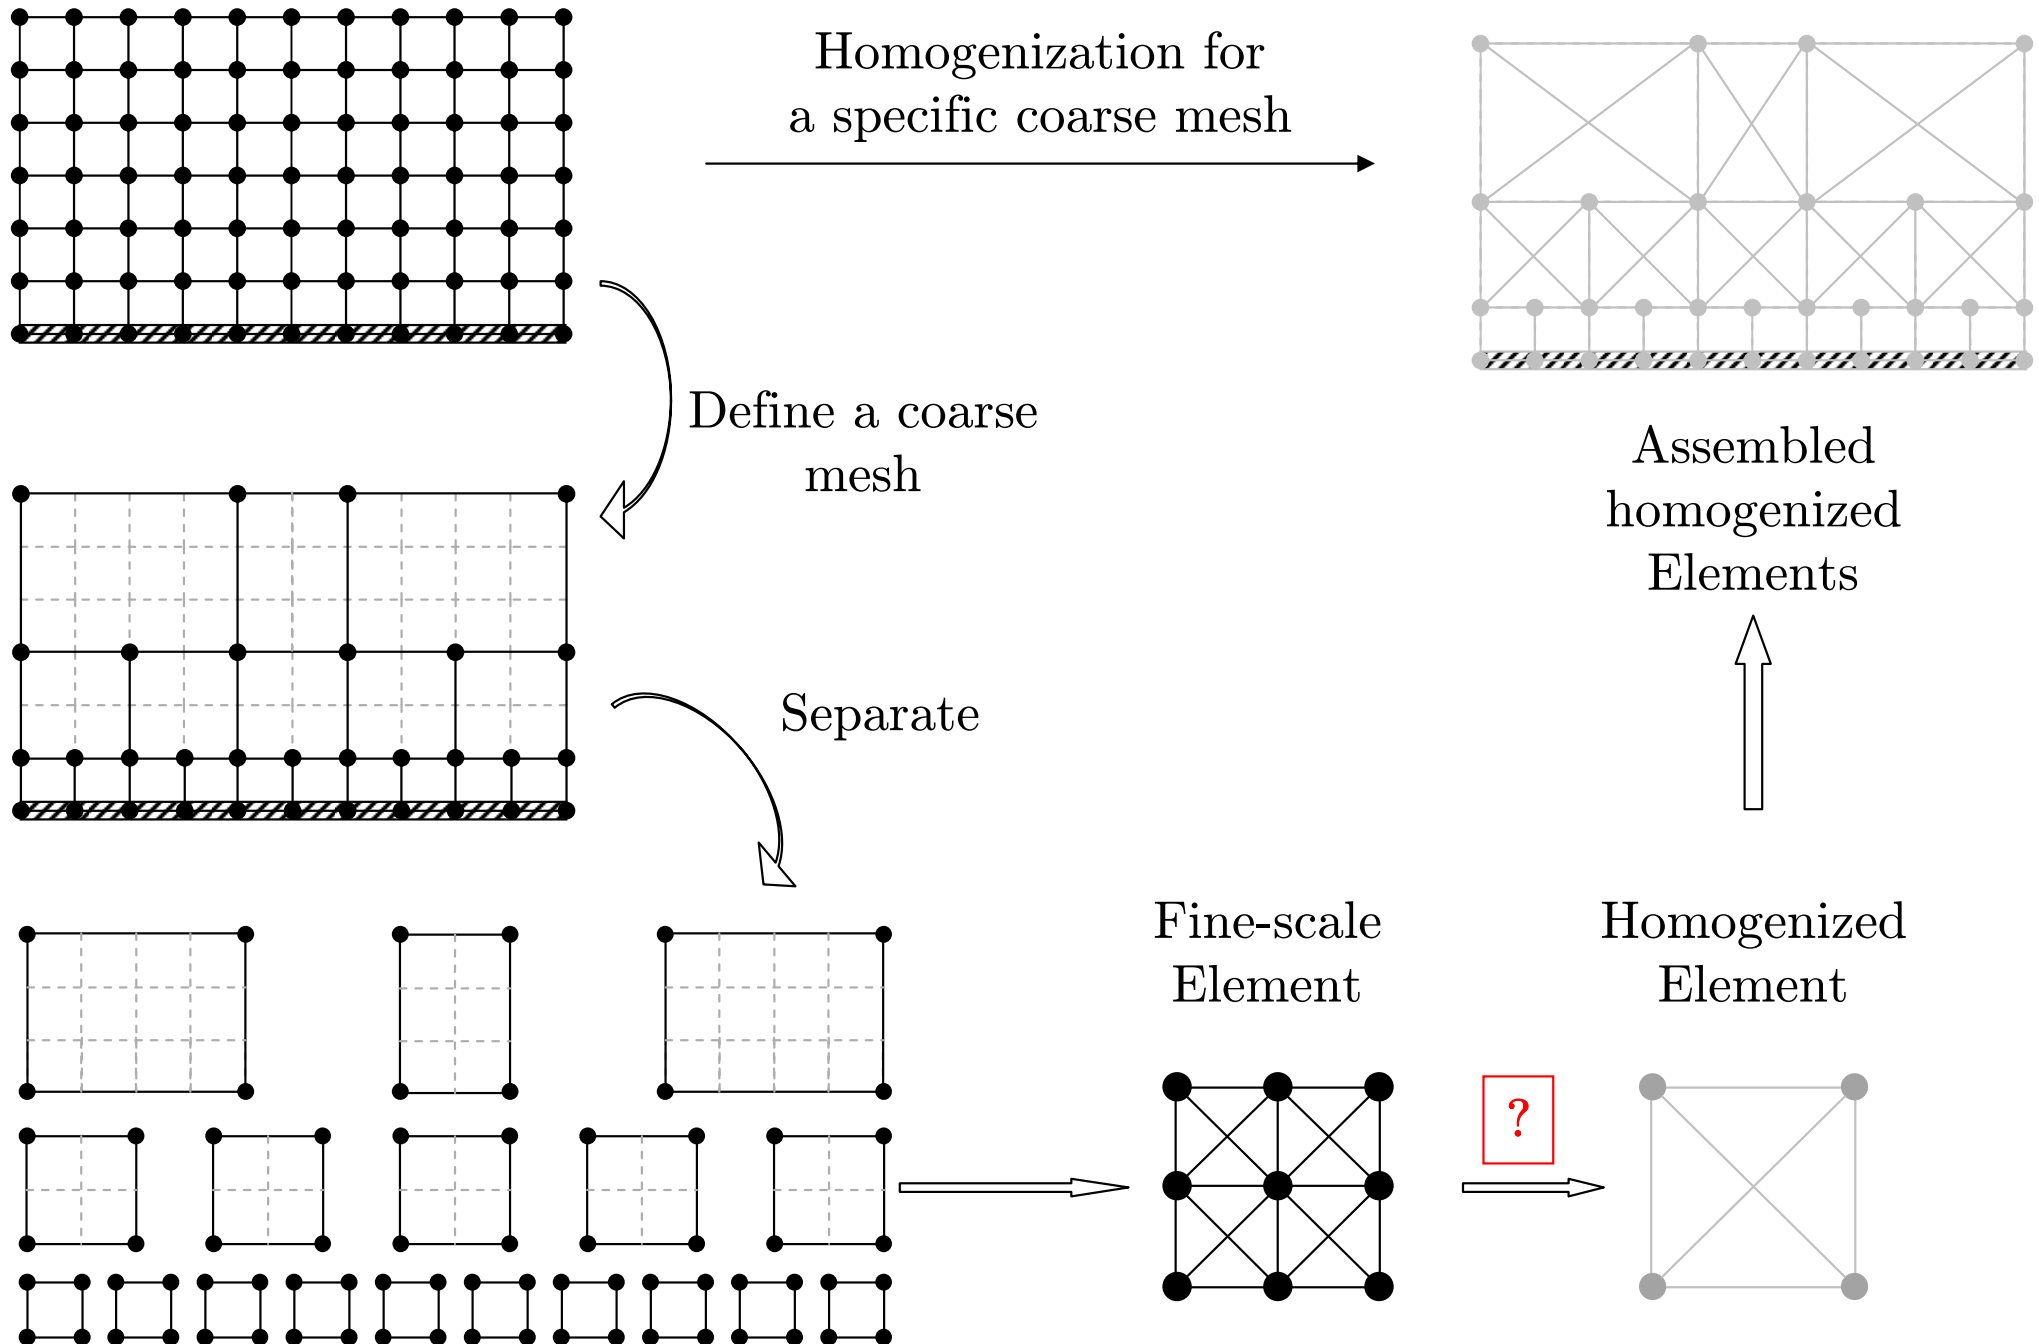 Homogenization for
a specific coarse mesh
Define a coarse
mesh
Assembled
homogenized
Elements
Separate
Fine-scale
Element
Homogenized
Element
?